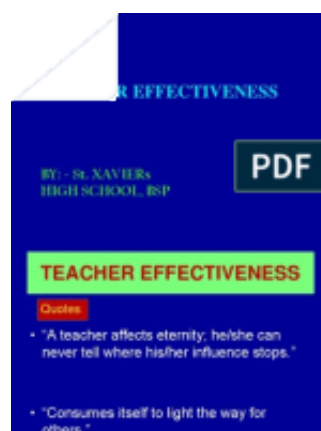 R EFFECTIVENESS
BY: - St. XAVIERs
HIGH SCHOOL, BSP
PDF
TEACHER EFFECTIVENESS
Quotes
• "A teacher affects eternity; he/she can
never tell where his/her influence stops."
• "Consumes itself to light the way for
others."